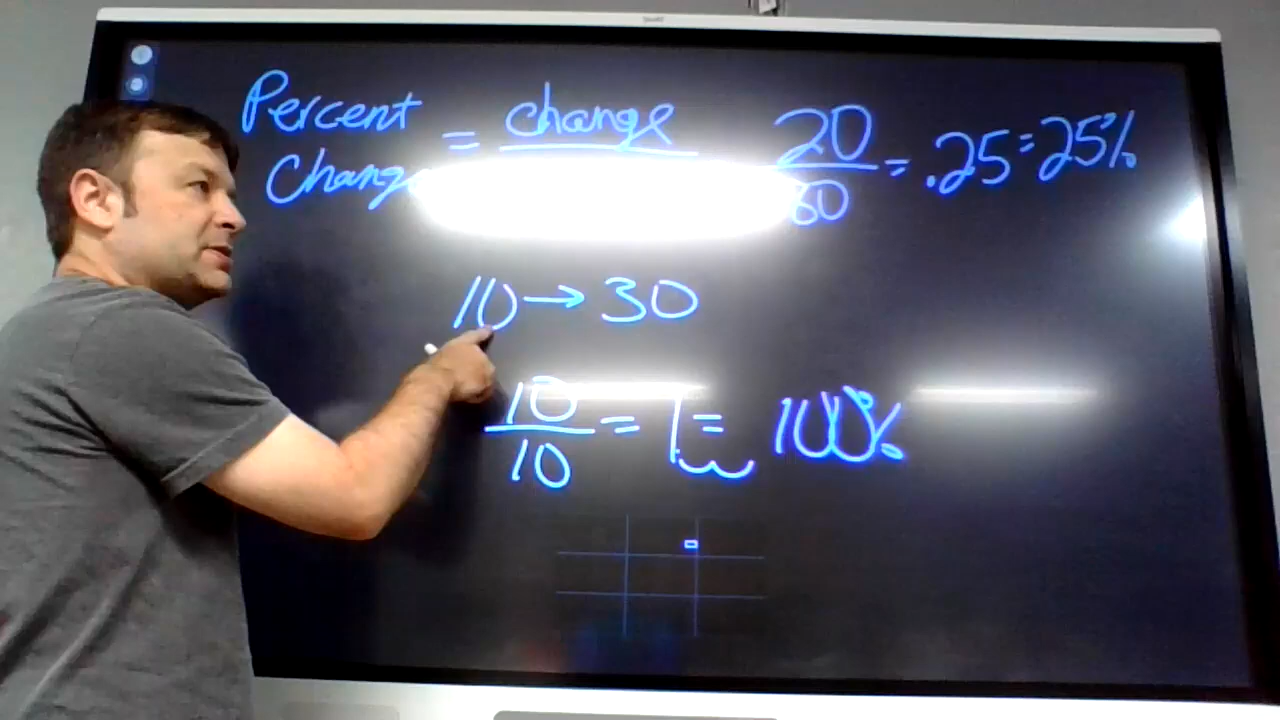 Percent Change = change
20/80 = .25 = 25%
10 → 30
10/10 = 1 = 100%